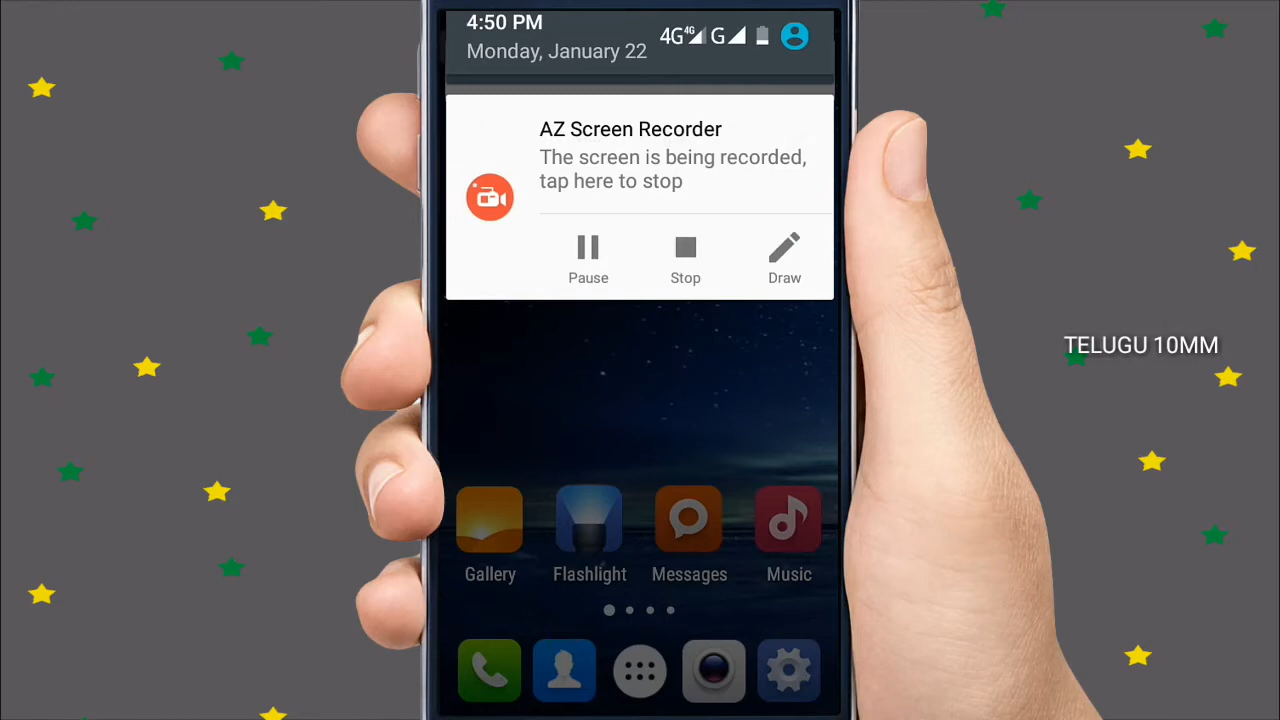 4:50 PM
Monday, January 22
4G 4G G
AZ Screen Recorder
The screen is being recorded,
tap here to stop
Pause Stop Draw
TELUGU 10MM
Gallery Flashlight Messages Music